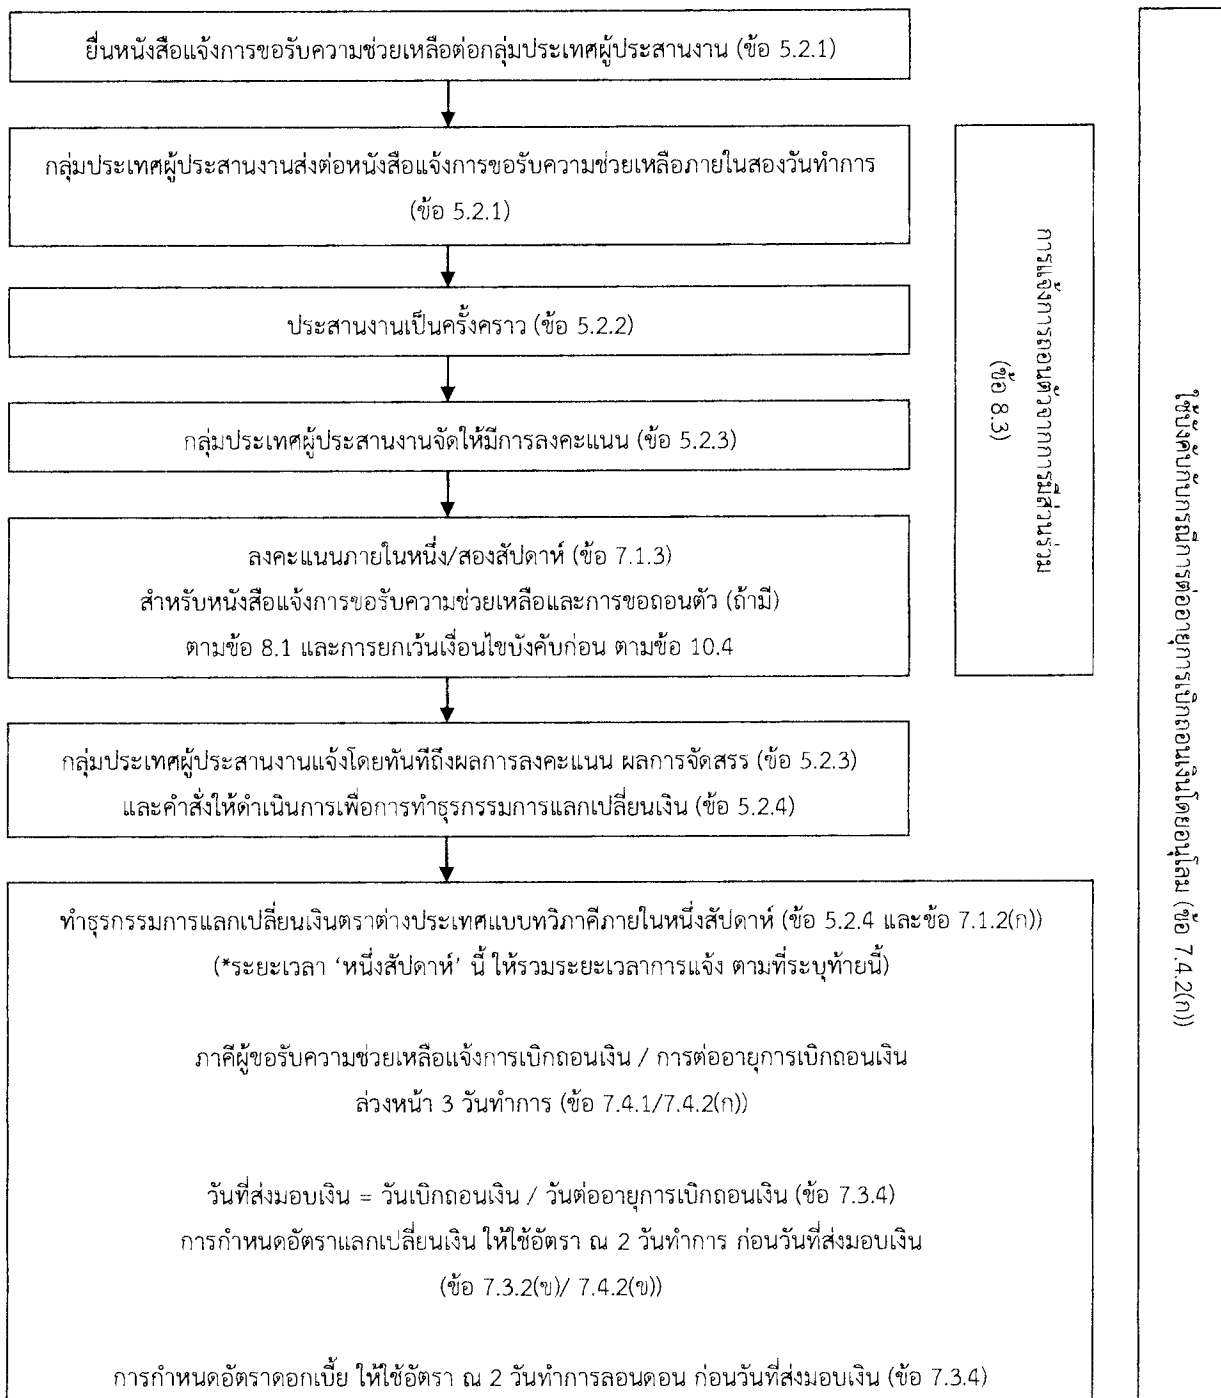 ยื่นหนังสือแจ้งการขอรับความช่วยเหลือต่อกลุ่มประเทศผู้ประสานงาน (ข้อ 5.2.1)
กลุ่มประเทศผู้ประสานงานส่งต่อหนังสือแจ้งการขอรับความช่วยเหลือภายในสองวันทำการ
(ข้อ 5.2.1)
ประสานงานเป็นครั้งคราว (ข้อ 5.2.2)
กลุ่มประเทศผู้ประสานงานจัดให้มีการลงคะแนน (ข้อ 5.2.3)
ลงคะแนนภายในหนึ่ง/สองสัปดาห์ (ข้อ 7.1.3)
สำหรับหนังสือแจ้งการขอรับความช่วยเหลือและการขอถอนตัว (ถ้ามี)
ตามข้อ 8.1 และการยกเว้นเงื่อนไขบังคับก่อน ตามข้อ 10.4
กลุ่มประเทศผู้ประสานงานแจ้งโดยทันทีถึงผลการลงคะแนน ผลการจัดสรร (ข้อ 5.2.3)
และคำสั่งให้ดำเนินการเพื่อการทำธุรกรรมการแลกเปลี่ยนเงิน (ข้อ 5.2.4)
ทำธุรกรรมการแลกเปลี่ยนเงินตราต่างประเทศแบบทวิภาคีภายในหนึ่งสัปดาห์ (ข้อ 5.2.4 และข้อ 7.1.2(ก))
(*ระยะเวลา ‘หนึ่งสัปดาห์’ นี้ ให้รวมระยะเวลาการแจ้ง ตามที่ระบุท้ายนี้)
ภาคีผู้ขอรับความช่วยเหลือแจ้งการเบิกถอนเงิน / การต่ออายุการเบิกถอนเงิน
ล่วงหน้า 3 วันทำการ (ข้อ 7.4.1/7.4.2(ก))
วันที่ส่งมอบเงิน = วันเบิกถอนเงิน / วันต่ออายุการเบิกถอนเงิน (ข้อ 7.3.4)
การกำหนดอัตราแลกเปลี่ยนเงิน ให้ใช้อัตรา ณ 2 วันทำการ ก่อนวันที่ส่งมอบเงิน
(ข้อ 7.3.2(ข)/ 7.4.2(ข))
การกำหนดอัตราดอกเบี้ย ให้ใช้อัตรา ณ 2 วันทำการลอนดอน ก่อนวันที่ส่งมอบเงิน (ข้อ 7.3.4)
การแจ้งการถอนตัวจากการมีส่วนร่วม
(ข้อ 8.3)
ใช้บังคับกับกรณีการต่ออายุการเบิกถอนเงินโดยอนุโลม (ข้อ 7.4.2(ก))